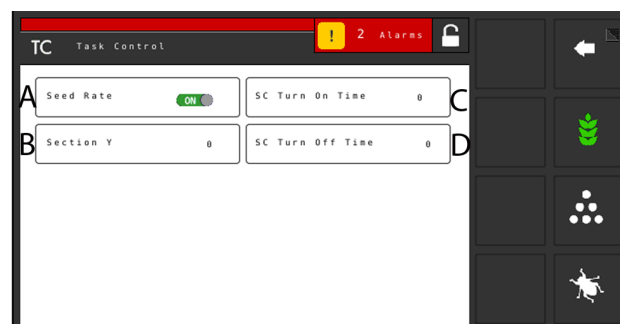 ! 2 Alarms
TC Task Control
A Seed Rate ON SC Turn On Time 0 C
B Section Y 0 SC Turn Off Time 0 D